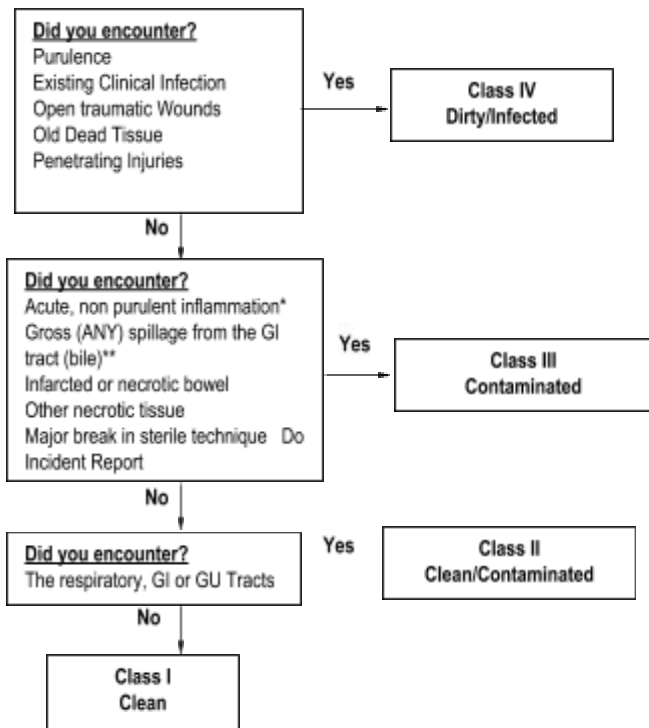 Did you encounter?
Purulence
Existing Clinical Infection
Open traumatic Wounds
Old Dead Tissue
Penetrating Injuries
Yes
Class IV
Dirty/Infected
No
Did you encounter?
Acute, non purulent inflammation*
Gross (ANY) spillage from the GI
tract (bile)**
Infarcted or necrotic bowel
Other necrotic tissue
Major break in sterile technique Do
Incident Report
Yes
Class III
Contaminated
No
Did you encounter?
The respiratory, GI or GU Tracts
Yes
Class II
Clean/Contaminated
No
Class I
Clean